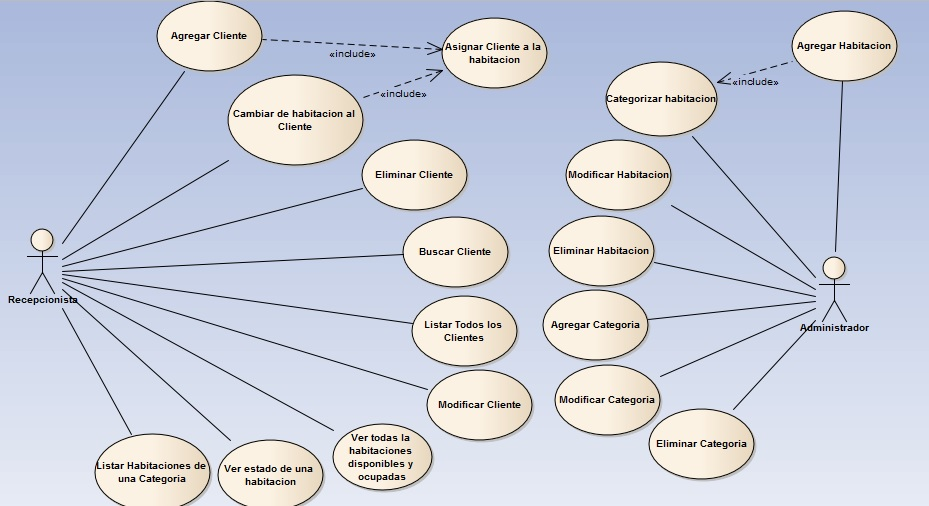 Agregar Cliente
«include»
Asignar Cliente a la
habitacion
Agregar Habitacion
«include»
Categorizar habitacion
«include»
Cambiar de habitacion al
Cliente
Eliminar Cliente
Modificar Habitacion
Buscar Cliente
Eliminar Habitacion
Recepcionista
Listar Todos los
Clientes
Agregar Categoria
Administrador
Modificar Cliente
Modificar Categoria
Eliminar Categoria
Listar Habitaciones de
una Categoria
Ver estado de una
habitacion
Ver todas la
habitaciones
disponibles y
ocupadas